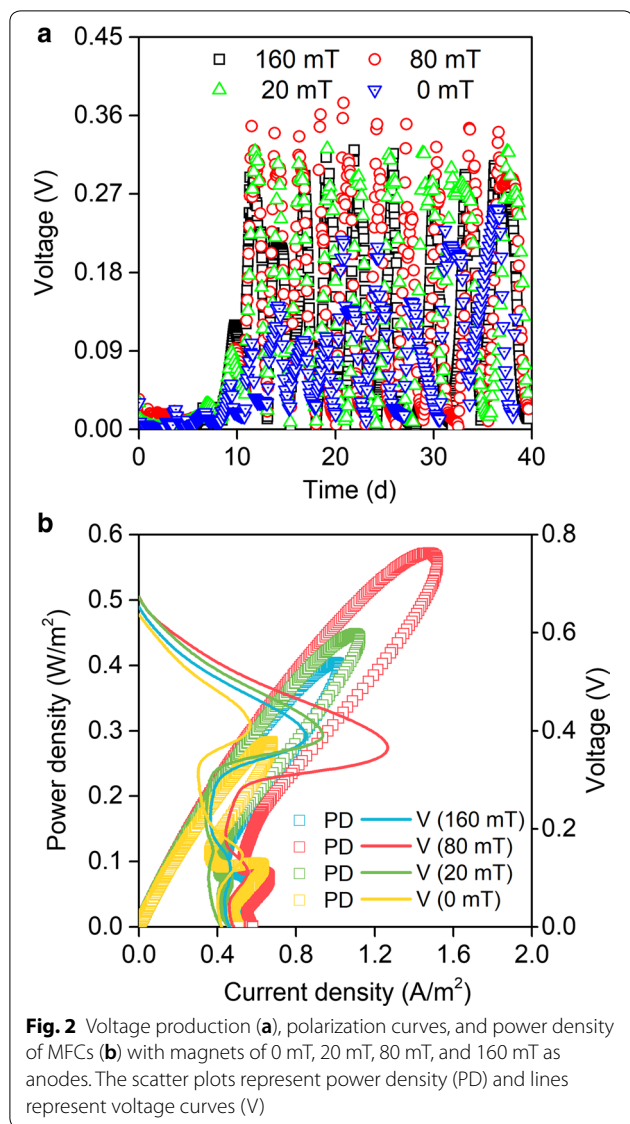 a
0.45
0.36
0.27
0.18
0.09
0.00
Voltage (V)
160 mT
80 mT
20 mT
0 mT
0 10 20 30 40
Time (d)
b
0.6
0.5
0.4
0.3
0.2
0.1
0.0
Power density (W/m²)
0.8
0.6
0.4
0.2
0.0
Voltage (V)
PD V (160 mT)
PD V (80 mT)
PD V (20 mT)
PD V (0 mT)
0.0 0.4 0.8 1.2 1.6 2.0
Current density (A/m²)
Fig. 2 Voltage production (a), polarization curves, and power density
of MFCs (b) with magnets of 0 mT, 20 mT, 80 mT, and 160 mT as
anodes. The scatter plots represent power density (PD) and lines
represent voltage curves (V)